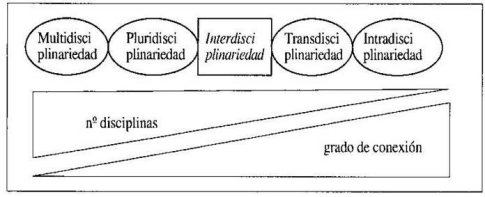 Multidisci
plinariedad
Pluridisci
plinariedad
Interdisci
plinariedad
Transdisci
plinariedad
Intradisci
plinariedad
nº disciplinas
grado de conexión